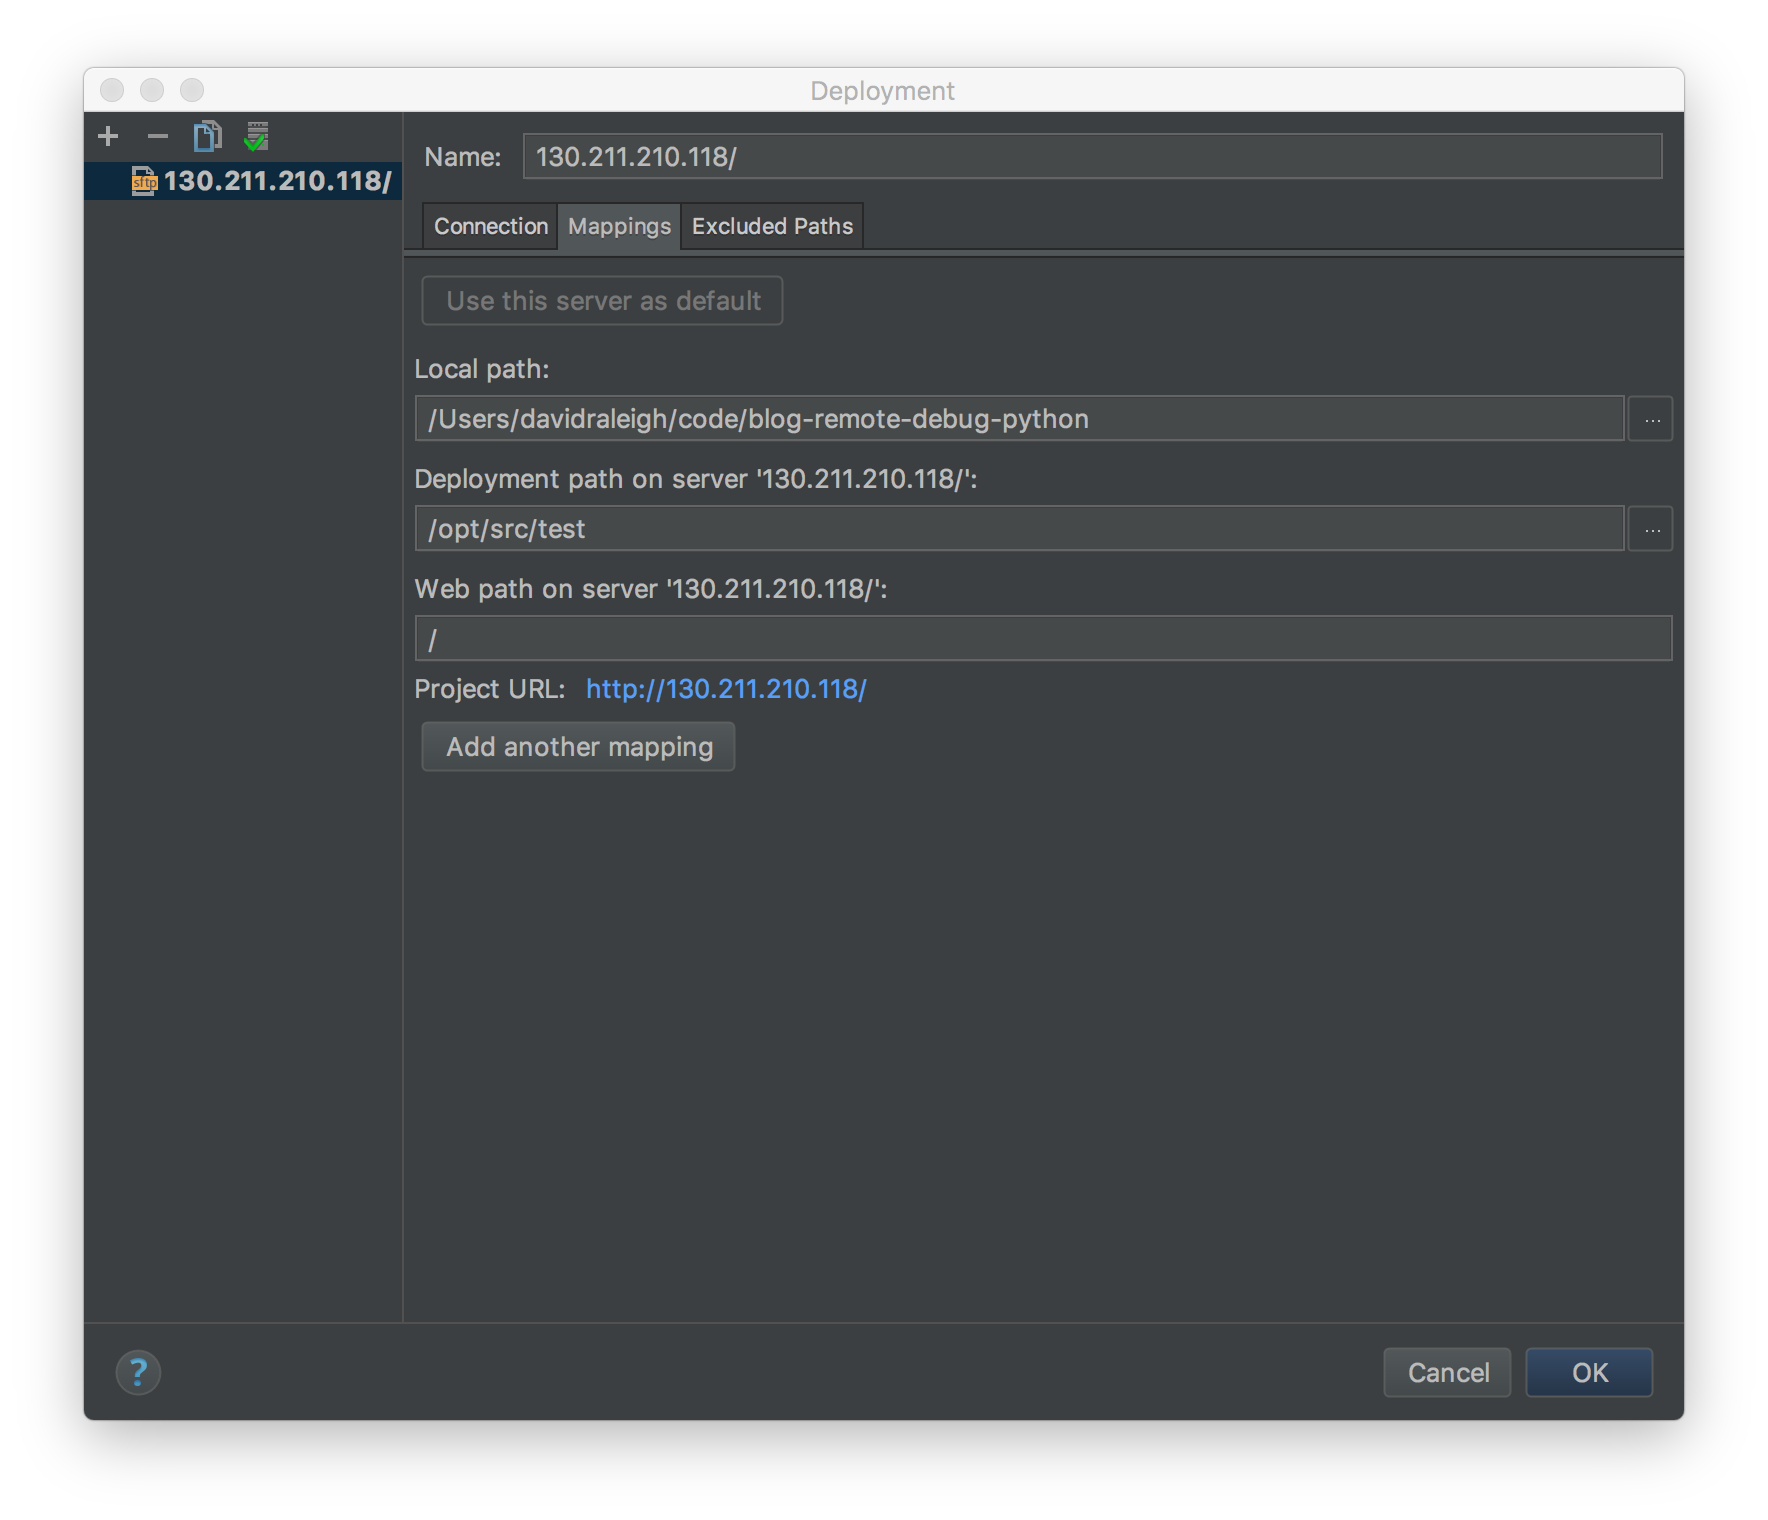 Deployment
sftp 130.211.210.118/
Name: 130.211.210.118/
Connection Mappings Excluded Paths
Use this server as default
Local path:
/Users/davidraleigh/code/blog-remote-debug-python ...
Deployment path on server '130.211.210.118/':
/opt/src/test ...
Web path on server '130.211.210.118/':
/
Project URL: http://130.211.210.118/
Add another mapping
? Cancel OK